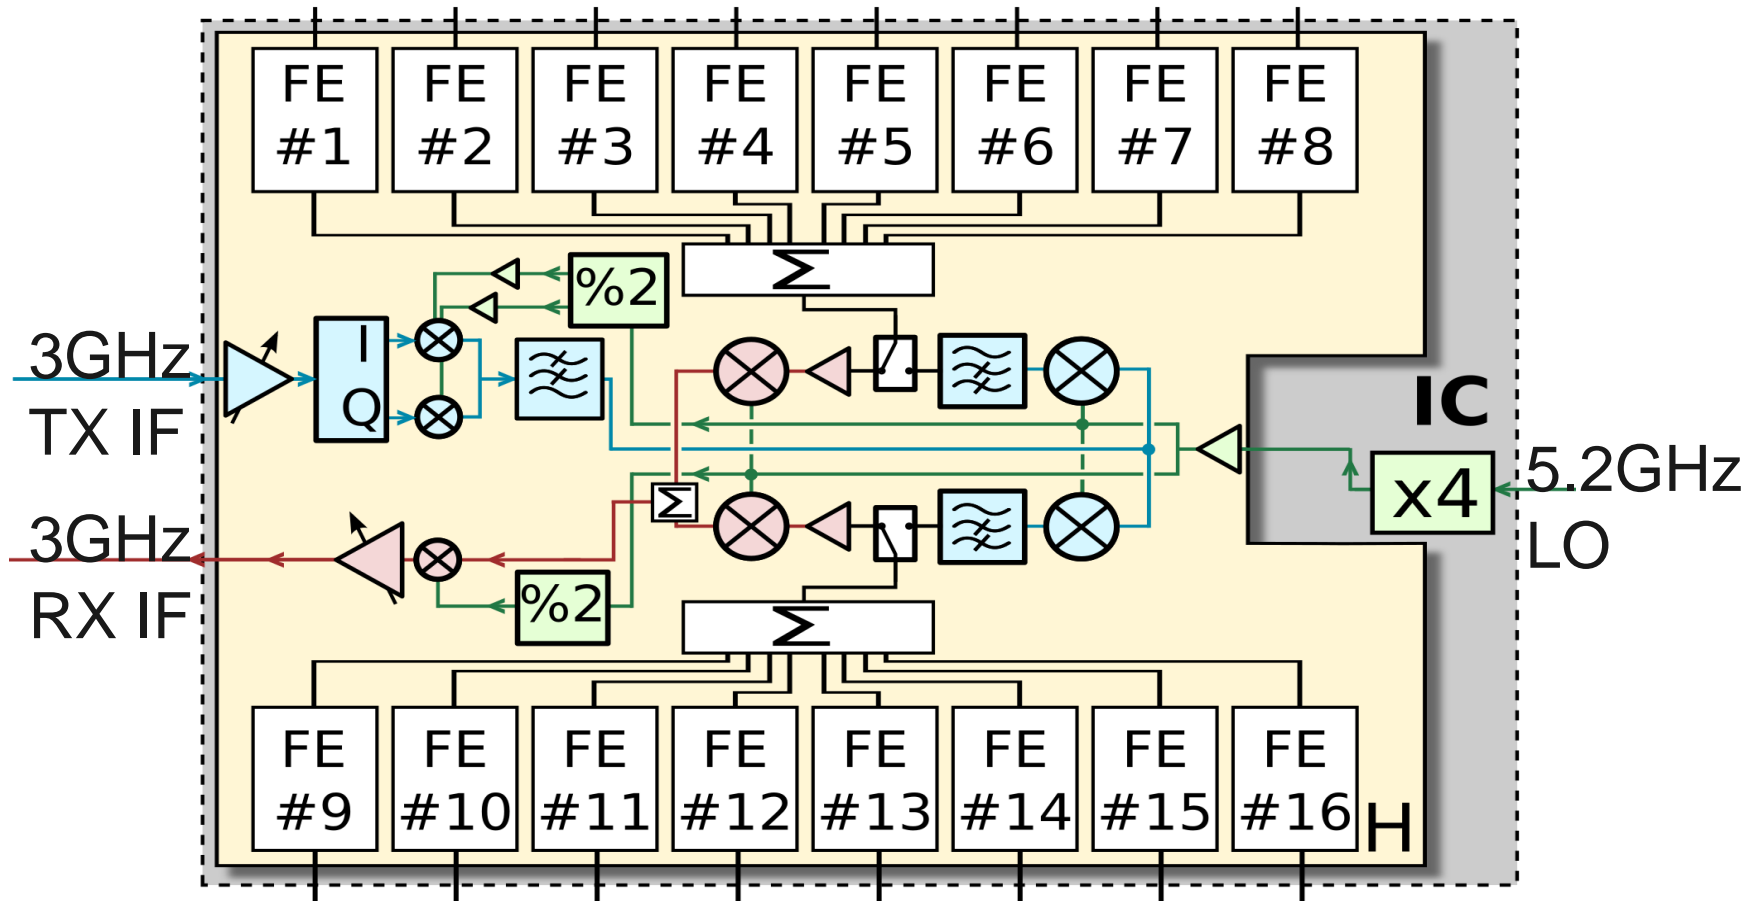 FE #1
FE #2
FE #3
FE #4
FE #5
FE #6
FE #7
FE #8
Σ
%2
3GHz
TX IF
I
Q
IC
x4
5.2GHz
LO
Σ
3GHz
RX IF
%2
Σ
FE #9
FE #10
FE #11
FE #12
FE #13
FE #14
FE #15
FE #16
H